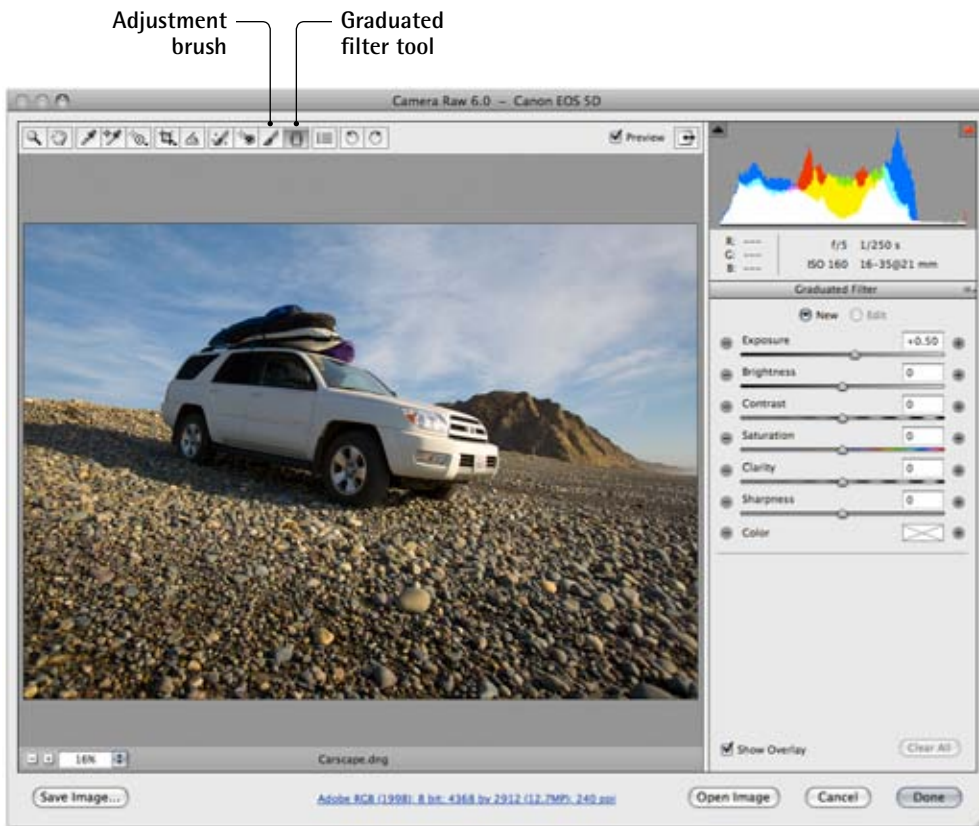 Adjustment brush
Graduated filter tool
Camera Raw 6.0 – Canon EOS 5D
Preview
R: ---
G: ---
B: ---
f/5 1/250 s
ISO 160 16-35@21 mm
Graduated Filter
New Edit
Exposure +0.50
Brightness 0
Contrast 0
Saturation 0
Clarity 0
Sharpness 0
Color
Show Overlay Clear All
16% Carscape.dng
Save Image... Adobe RGB (1998); 8 bit; 4368 by 2912 (12.7MP); 240 ppi Open Image Cancel Done